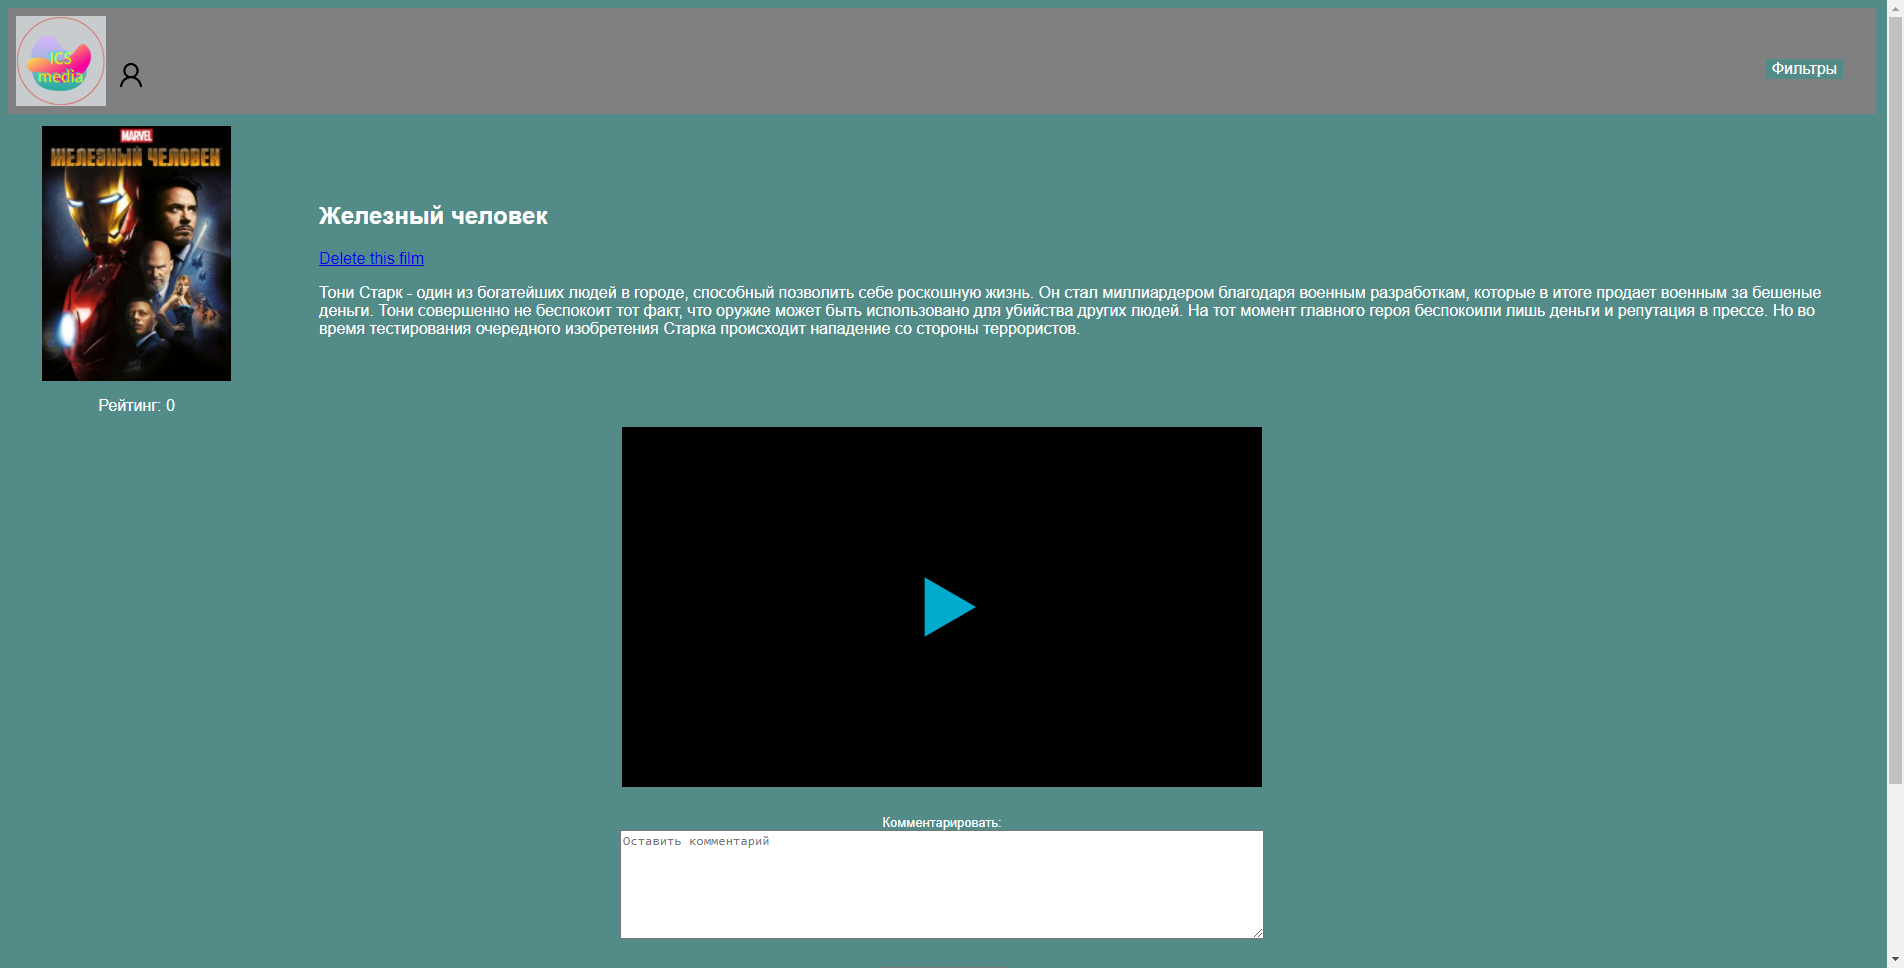 ICS
media
Фильтры
MARVEL
ЖЕЛЕЗНЫЙ ЧЕЛОВЕК
Железный человек
Delete this film
Тони Старк - один из богатейших людей в городе, способный позволить себе роскошную жизнь. Он стал миллиардером благодаря военным разработкам, которые в итоге продает военным за бешеные
деньги. Тони совершенно не беспокоит тот факт, что оружие может быть использовано для убийства других людей. На тот момент главного героя беспокоили лишь деньги и репутация в прессе. Но во
время тестирования очередного изобретения Старка происходит нападение со стороны террористов.
Рейтинг: 0
Комментировать:
Оставить комментарий